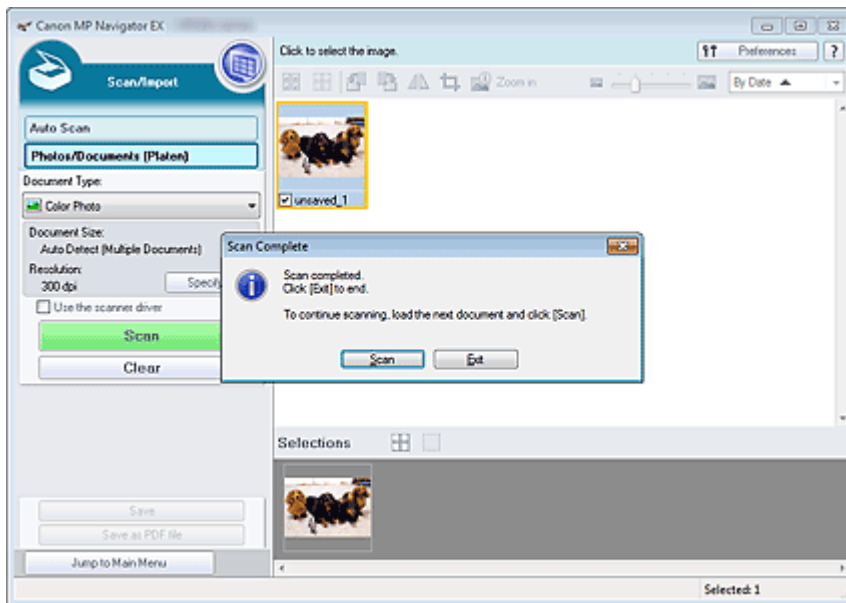 Canon MP Navigator EX
Scan/Import
Click to select the image.
Preferences
?
Zoom in
By Date
Auto Scan
Photos/Documents (Platen)
Document Type:
Color Photo
Document Size:
Auto Detect (Multiple Documents)
Resolution:
300 dpi
Specify
Use the scanner driver
Scan
Clear
unsaved_1
Scan Complete
Scan completed.
Click [Exit] to end.
To continue scanning, load the next document and click [Scan].
Scan
Exit
Selections
Save
Save as PDF file
Jump to Main Menu
Selected: 1